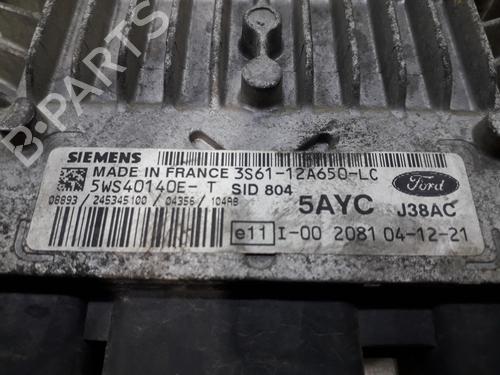 B-PARTS
SIEMENS
MADE IN FRANCE 3S61-12A650-LC
5WS40140E-T SID 804
08893/ 245345100 /04356/ 104AB
5AYC
Ford
J38AC
e11 I-00 2081 04-12-21